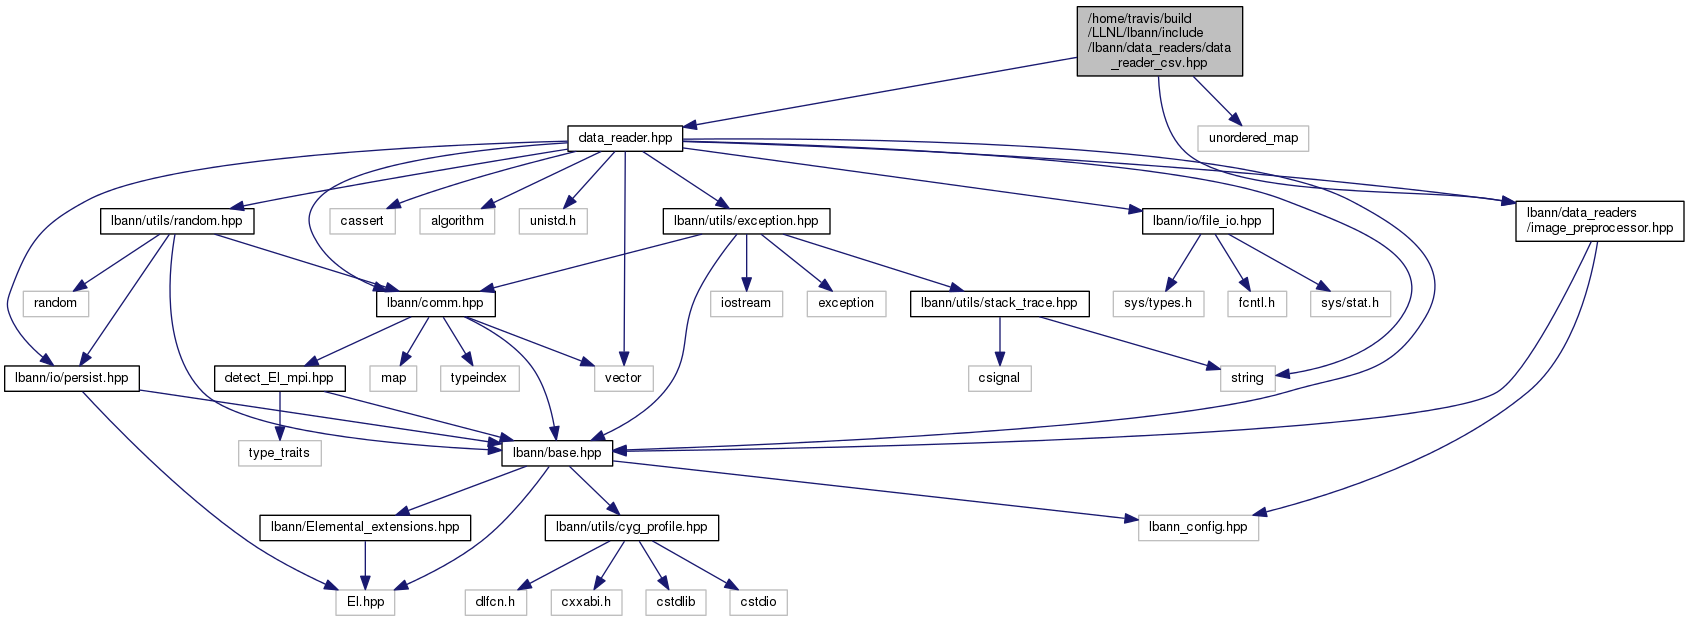 /home/travis/build
/LLNL/lbann/include
/lbann/data_readers/data
_reader_csv.hpp
data_reader.hpp
unordered_map
lbann/utils/random.hpp
cassert
algorithm
unistd.h
lbann/utils/exception.hpp
lbann/io/file_io.hpp
lbann/data_readers
/image_preprocessor.hpp
random
lbann/comm.hpp
iostream
exception
lbann/utils/stack_trace.hpp
sys/types.h
fcntl.h
sys/stat.h
lbann/io/persist.hpp
detect_El_mpi.hpp
map
typeindex
vector
csignal
string
type_traits
lbann/base.hpp
lbann/Elemental_extensions.hpp
lbann/utils/cyg_profile.hpp
lbann_config.hpp
El.hpp
dlfcn.h
cxxabi.h
cstdlib
cstdio